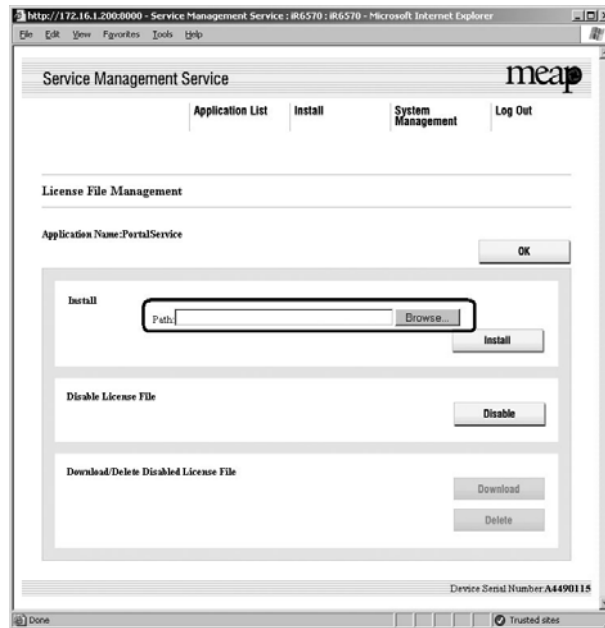 http://172.16.1.200:8000 - Service Management Service : iR6570 : iR6570 - Microsoft Internet Explorer
File Edit View Favorites Tools Help
Service Management Service
meap
Application List Install System Management Log Out
License File Management
Application Name:PortalService
OK
Install
Path: Browse...
Install
Disable License File
Disable
Download/Delete Disabled License File
Download
Delete
Device Serial Number:A4490115
Done Trusted sites